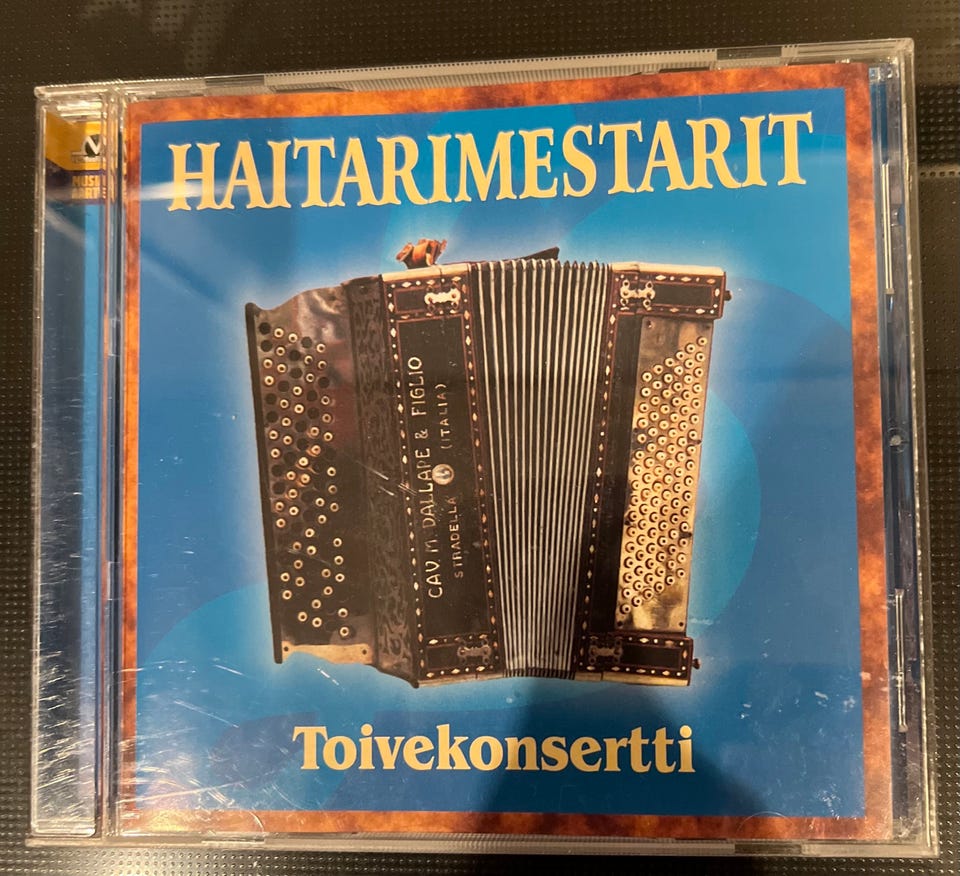 HAITARIMESTARIT
CAV. M. DALLAPE & FIGLIO
STRADELLA (ITALIA)
Toivekonsertti